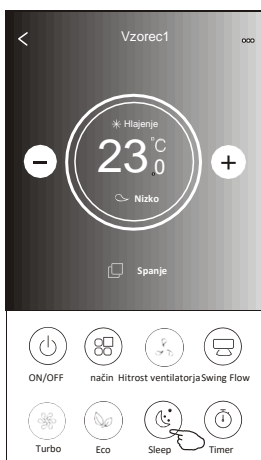 Vzorec1
Hlajenje
23.0 °C
Nizko
Spanje
ON/OFF način Hitrost ventilatorja Swing Flow
Turbo Eco Sleep Timer